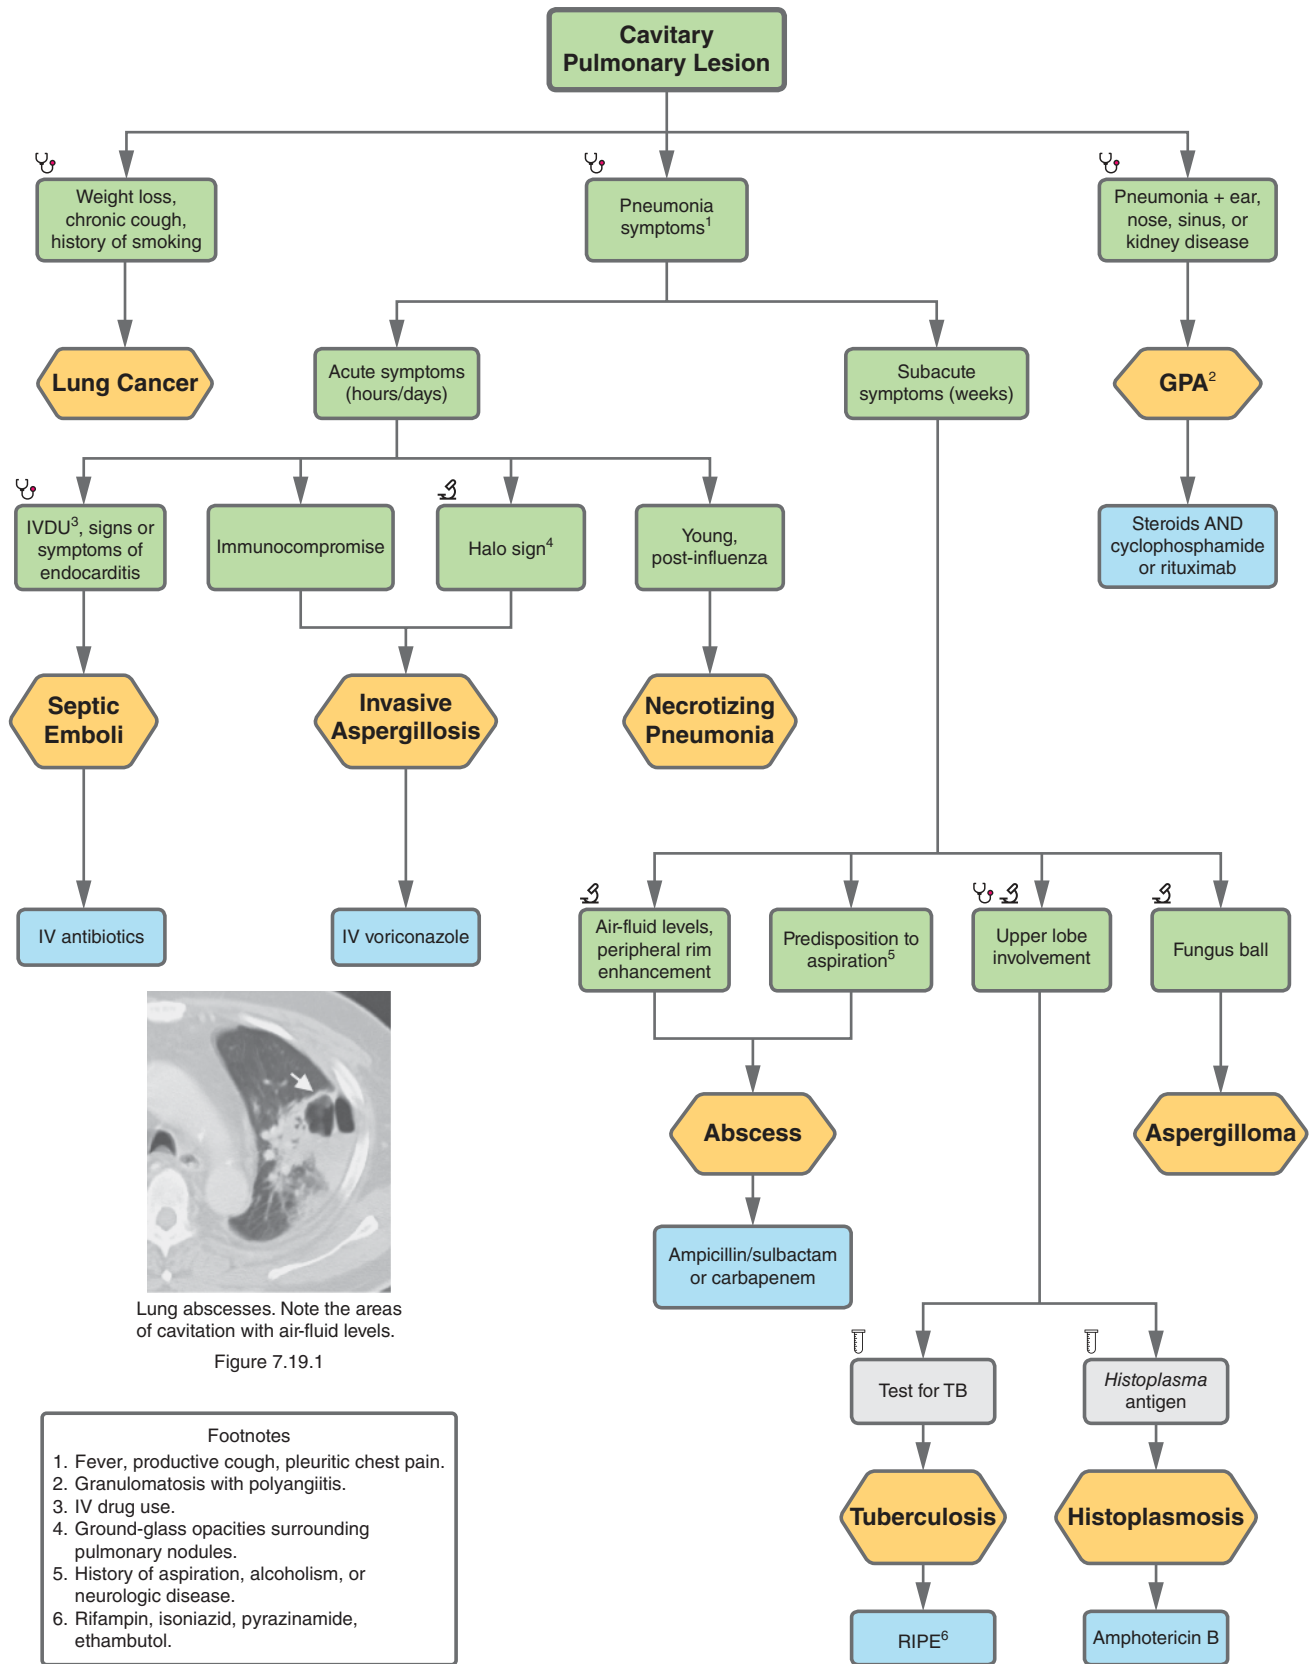 Cavitary
Pulmonary Lesion
Weight loss,
chronic cough,
history of smoking
Pneumonia
symptoms1
Pneumonia + ear,
nose, sinus, or
kidney disease
Lung Cancer
Acute symptoms
(hours/days)
Subacute
symptoms (weeks)
GPA2
IVDU3, signs or
symptoms of
endocarditis
Immunocompromise
Halo sign4
Young,
post-influenza
Steroids AND
cyclophosphamide
or rituximab
Septic
Emboli
Invasive
Aspergillosis
Necrotizing
Pneumonia
IV antibiotics
IV voriconazole
Air-fluid levels,
peripheral rim
enhancement
Predisposition to
aspiration5
Upper lobe
involvement
Fungus ball
Abscess
Aspergilloma
Ampicillin/sulbactam
or carbapenem
Lung abscesses. Note the areas
of cavitation with air-fluid levels.
Figure 7.19.1
Test for TB
Histoplasma
antigen
Tuberculosis
Histoplasmosis
RIPE6
Amphotericin B
Footnotes
1. Fever, productive cough, pleuritic chest pain.
2. Granulomatosis with polyangiitis.
3. IV drug use.
4. Ground-glass opacities surrounding
pulmonary nodules.
5. History of aspiration, alcoholism, or
neurologic disease.
6. Rifampin, isoniazid, pyrazinamide,
ethambutol.